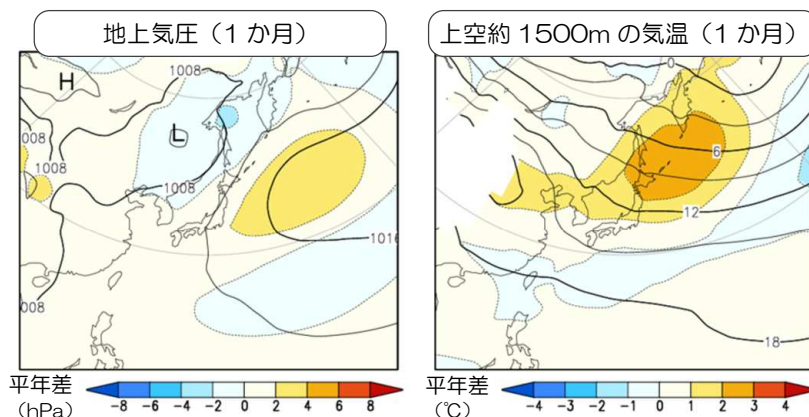 地上気圧（１か月）
H
1008
L
008
1008
1008
1016
008
平年差
（hPa）
-8 -6 -4 -2 0 2 4 6 8
上空約 1500m の気温（１か月）
0
6
12
18
平年差
（℃）
-4 -3 -2 -1 0 1 2 3 4